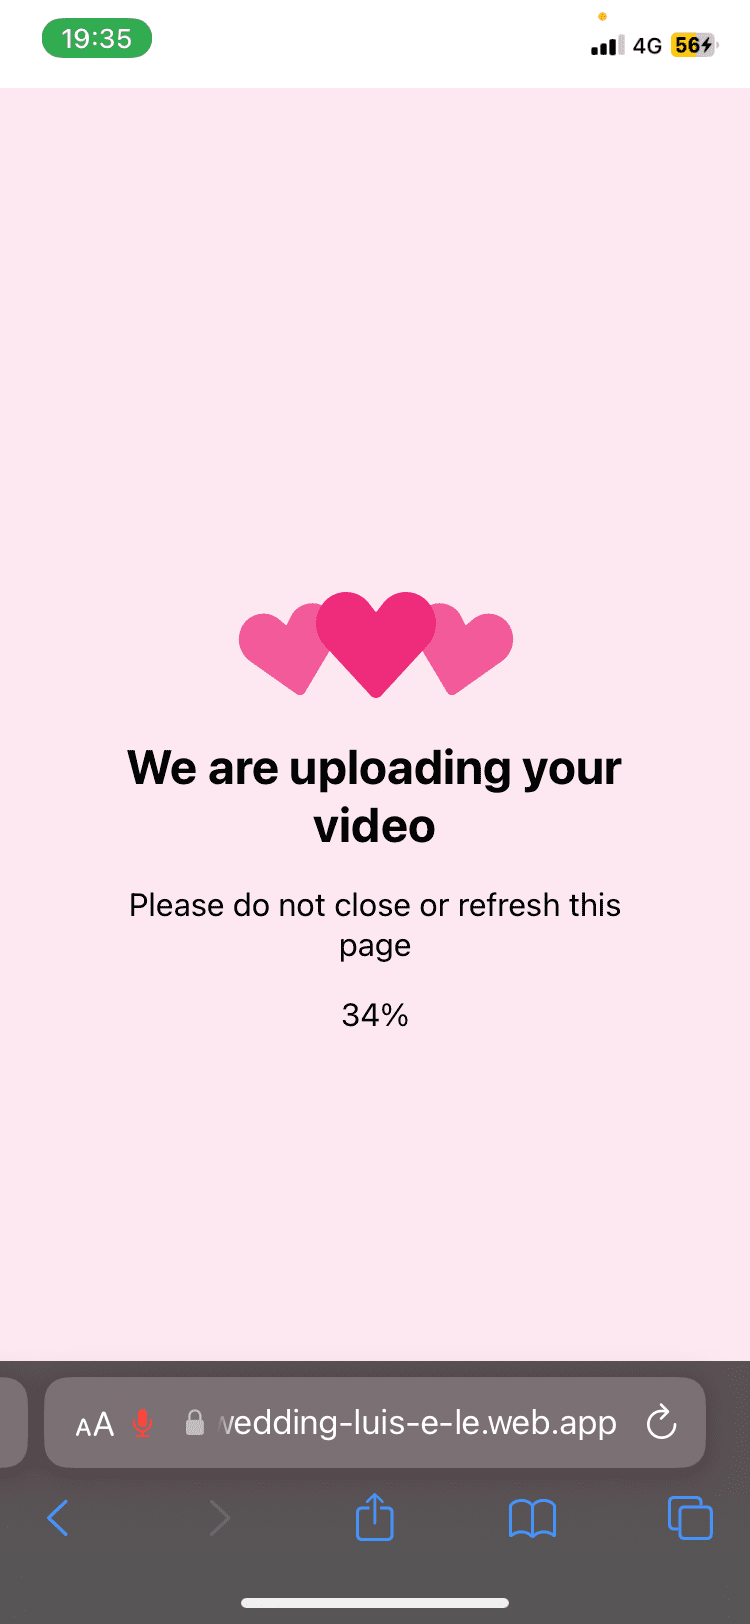 19:35
4G 56
We are uploading your
video
Please do not close or refresh this
page
34%
AA wedding-luis-e-le.web.app